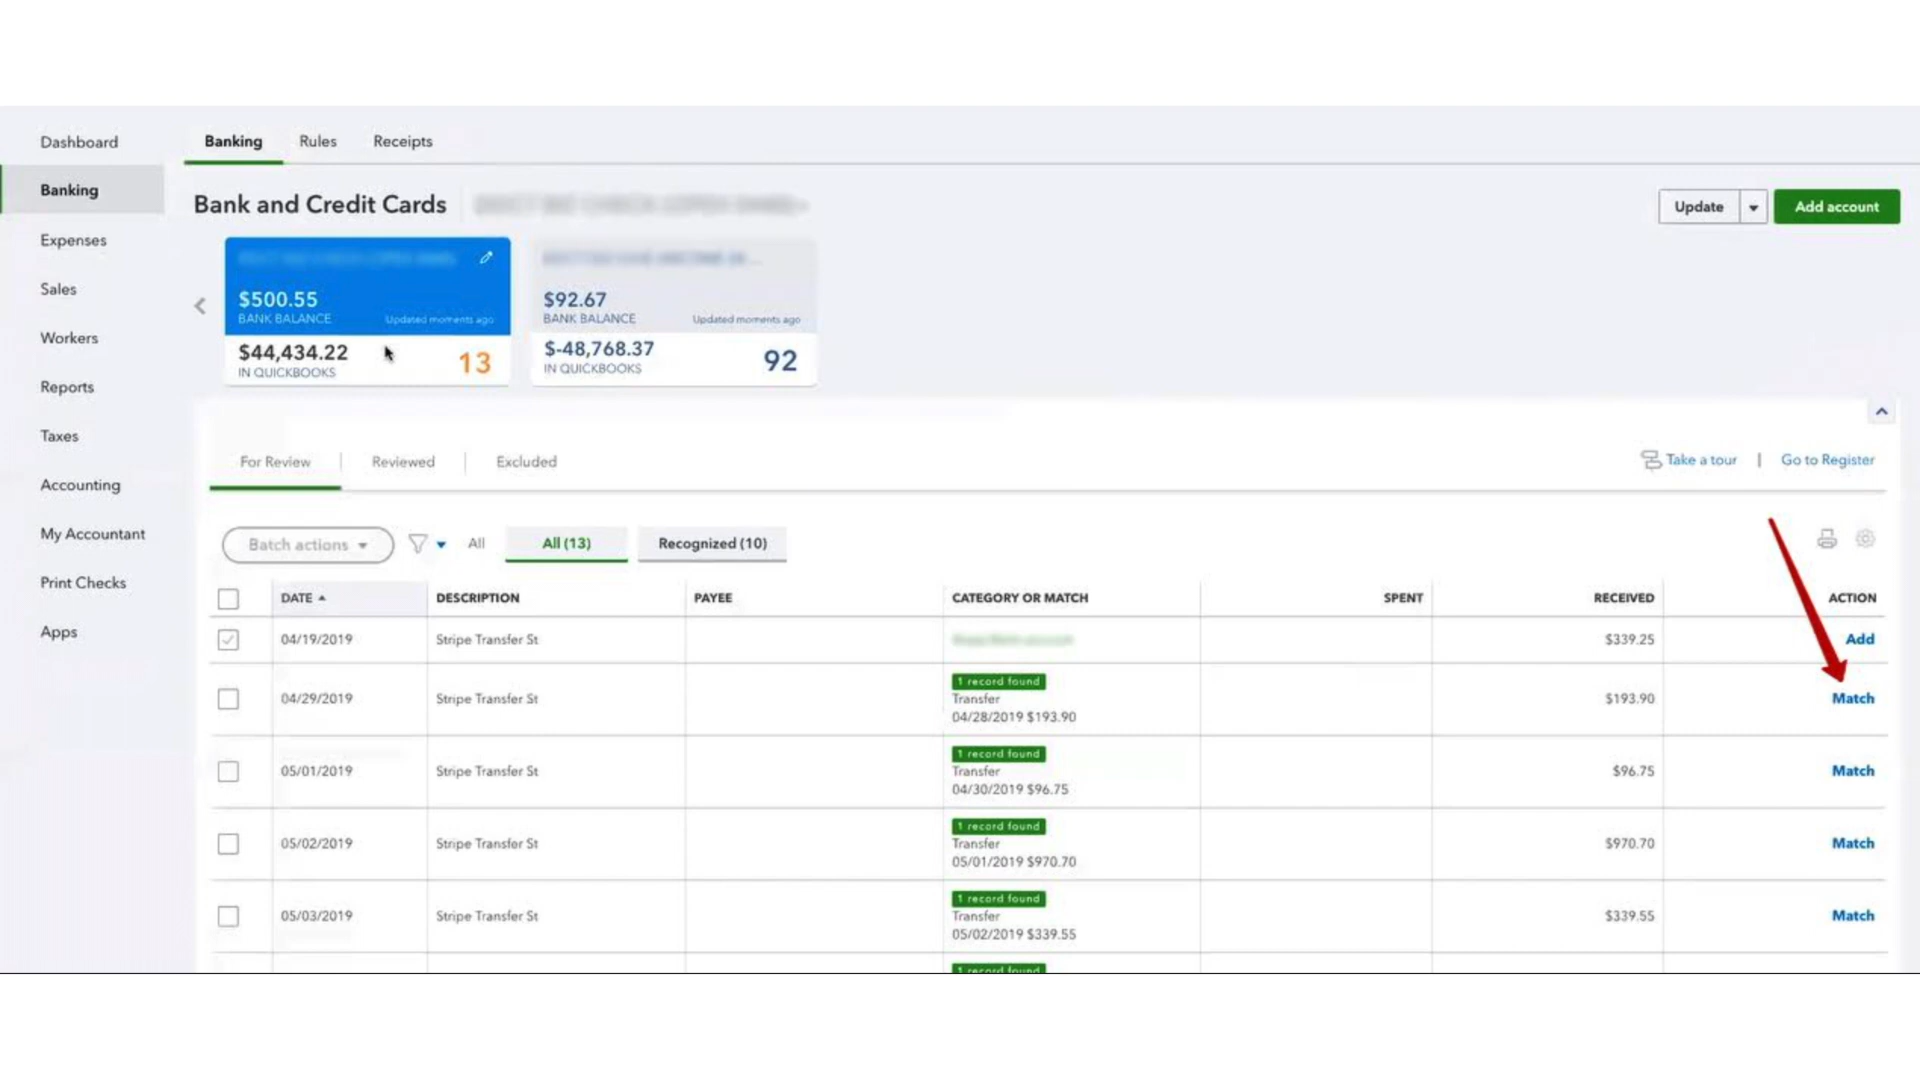 Dashboard
Banking
Expenses
Sales
Workers
Reports
Taxes
Accounting
My Accountant
Print Checks
Apps
Banking Rules Receipts
Bank and Credit Cards
Update Add account
$500.55
BANK BALANCE Updated moments ago
$44,434.22
IN QUICKBOOKS
13
$92.67
BANK BALANCE Updated moments ago
$-48,768.37
IN QUICKBOOKS
92
For Review | Reviewed | Excluded
Take a tour | Go to Register
Batch actions All All (13) Recognized (10)
DATE DESCRIPTION PAYEE CATEGORY OR MATCH SPENT RECEIVED ACTION
04/19/2019 Stripe Transfer St $339.25 Add
04/29/2019 Stripe Transfer St
1 record found
Transfer
04/28/2019 $193.90
$193.90 Match
05/01/2019 Stripe Transfer St
1 record found
Transfer
04/30/2019 $96.75
$96.75 Match
05/02/2019 Stripe Transfer St
1 record found
Transfer
05/01/2019 $970.70
$970.70 Match
05/03/2019 Stripe Transfer St
1 record found
Transfer
05/02/2019 $339.55
$339.55 Match
1 record found